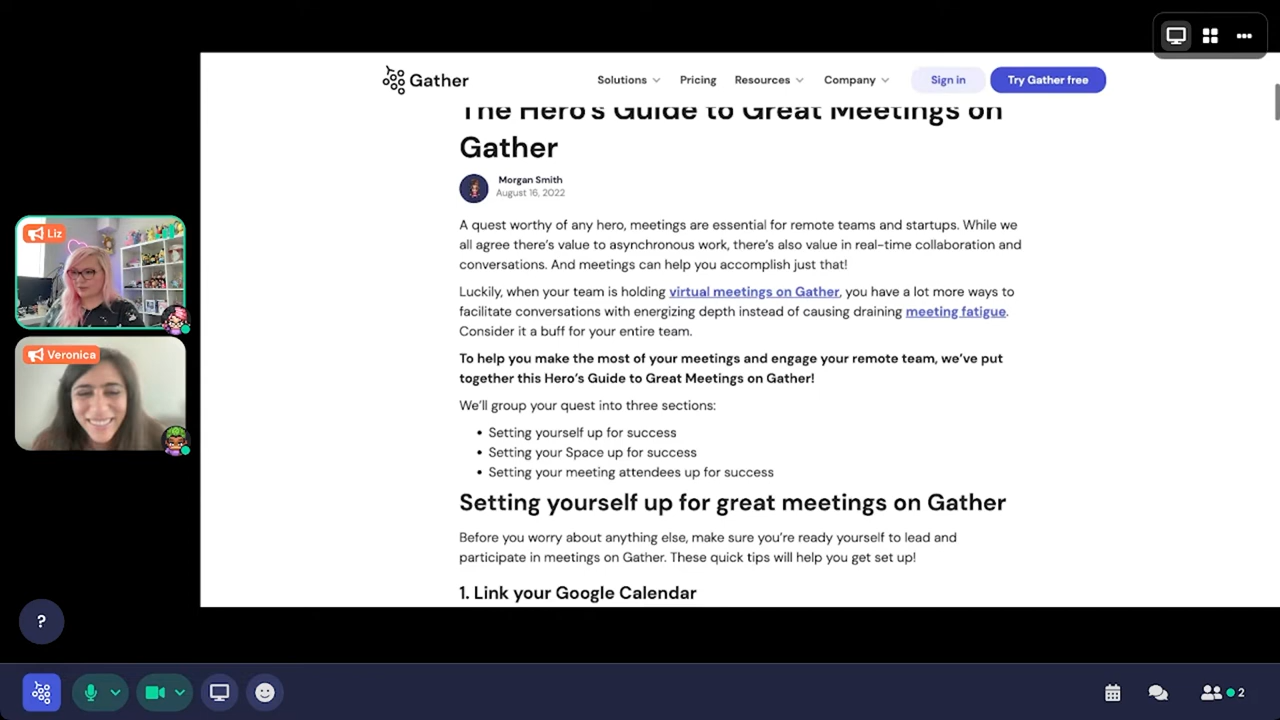 Gather
Solutions
Pricing
Resources
Company
Sign in
Try Gather free
The Hero's Guide to Great Meetings on
Gather
Morgan Smith
August 16, 2022
A quest worthy of any hero, meetings are essential for remote teams and startups. While we
all agree there's value to asynchronous work, there's also value in real-time collaboration and
conversations. And meetings can help you accomplish just that!
Luckily, when your team is holding virtual meetings on Gather, you have a lot more ways to
facilitate conversations with energizing depth instead of causing draining meeting fatigue.
Consider it a buff for your entire team.
To help you make the most of your meetings and engage your remote team, we've put
together this Hero's Guide to Great Meetings on Gather!
We'll group your quest into three sections:
• Setting yourself up for success
• Setting your Space up for success
• Setting your meeting attendees up for success
Setting yourself up for great meetings on Gather
Before you worry about anything else, make sure you're ready yourself to lead and
participate in meetings on Gather. These quick tips will help you get set up!
1. Link your Google Calendar
Liz
Veronica
?
2